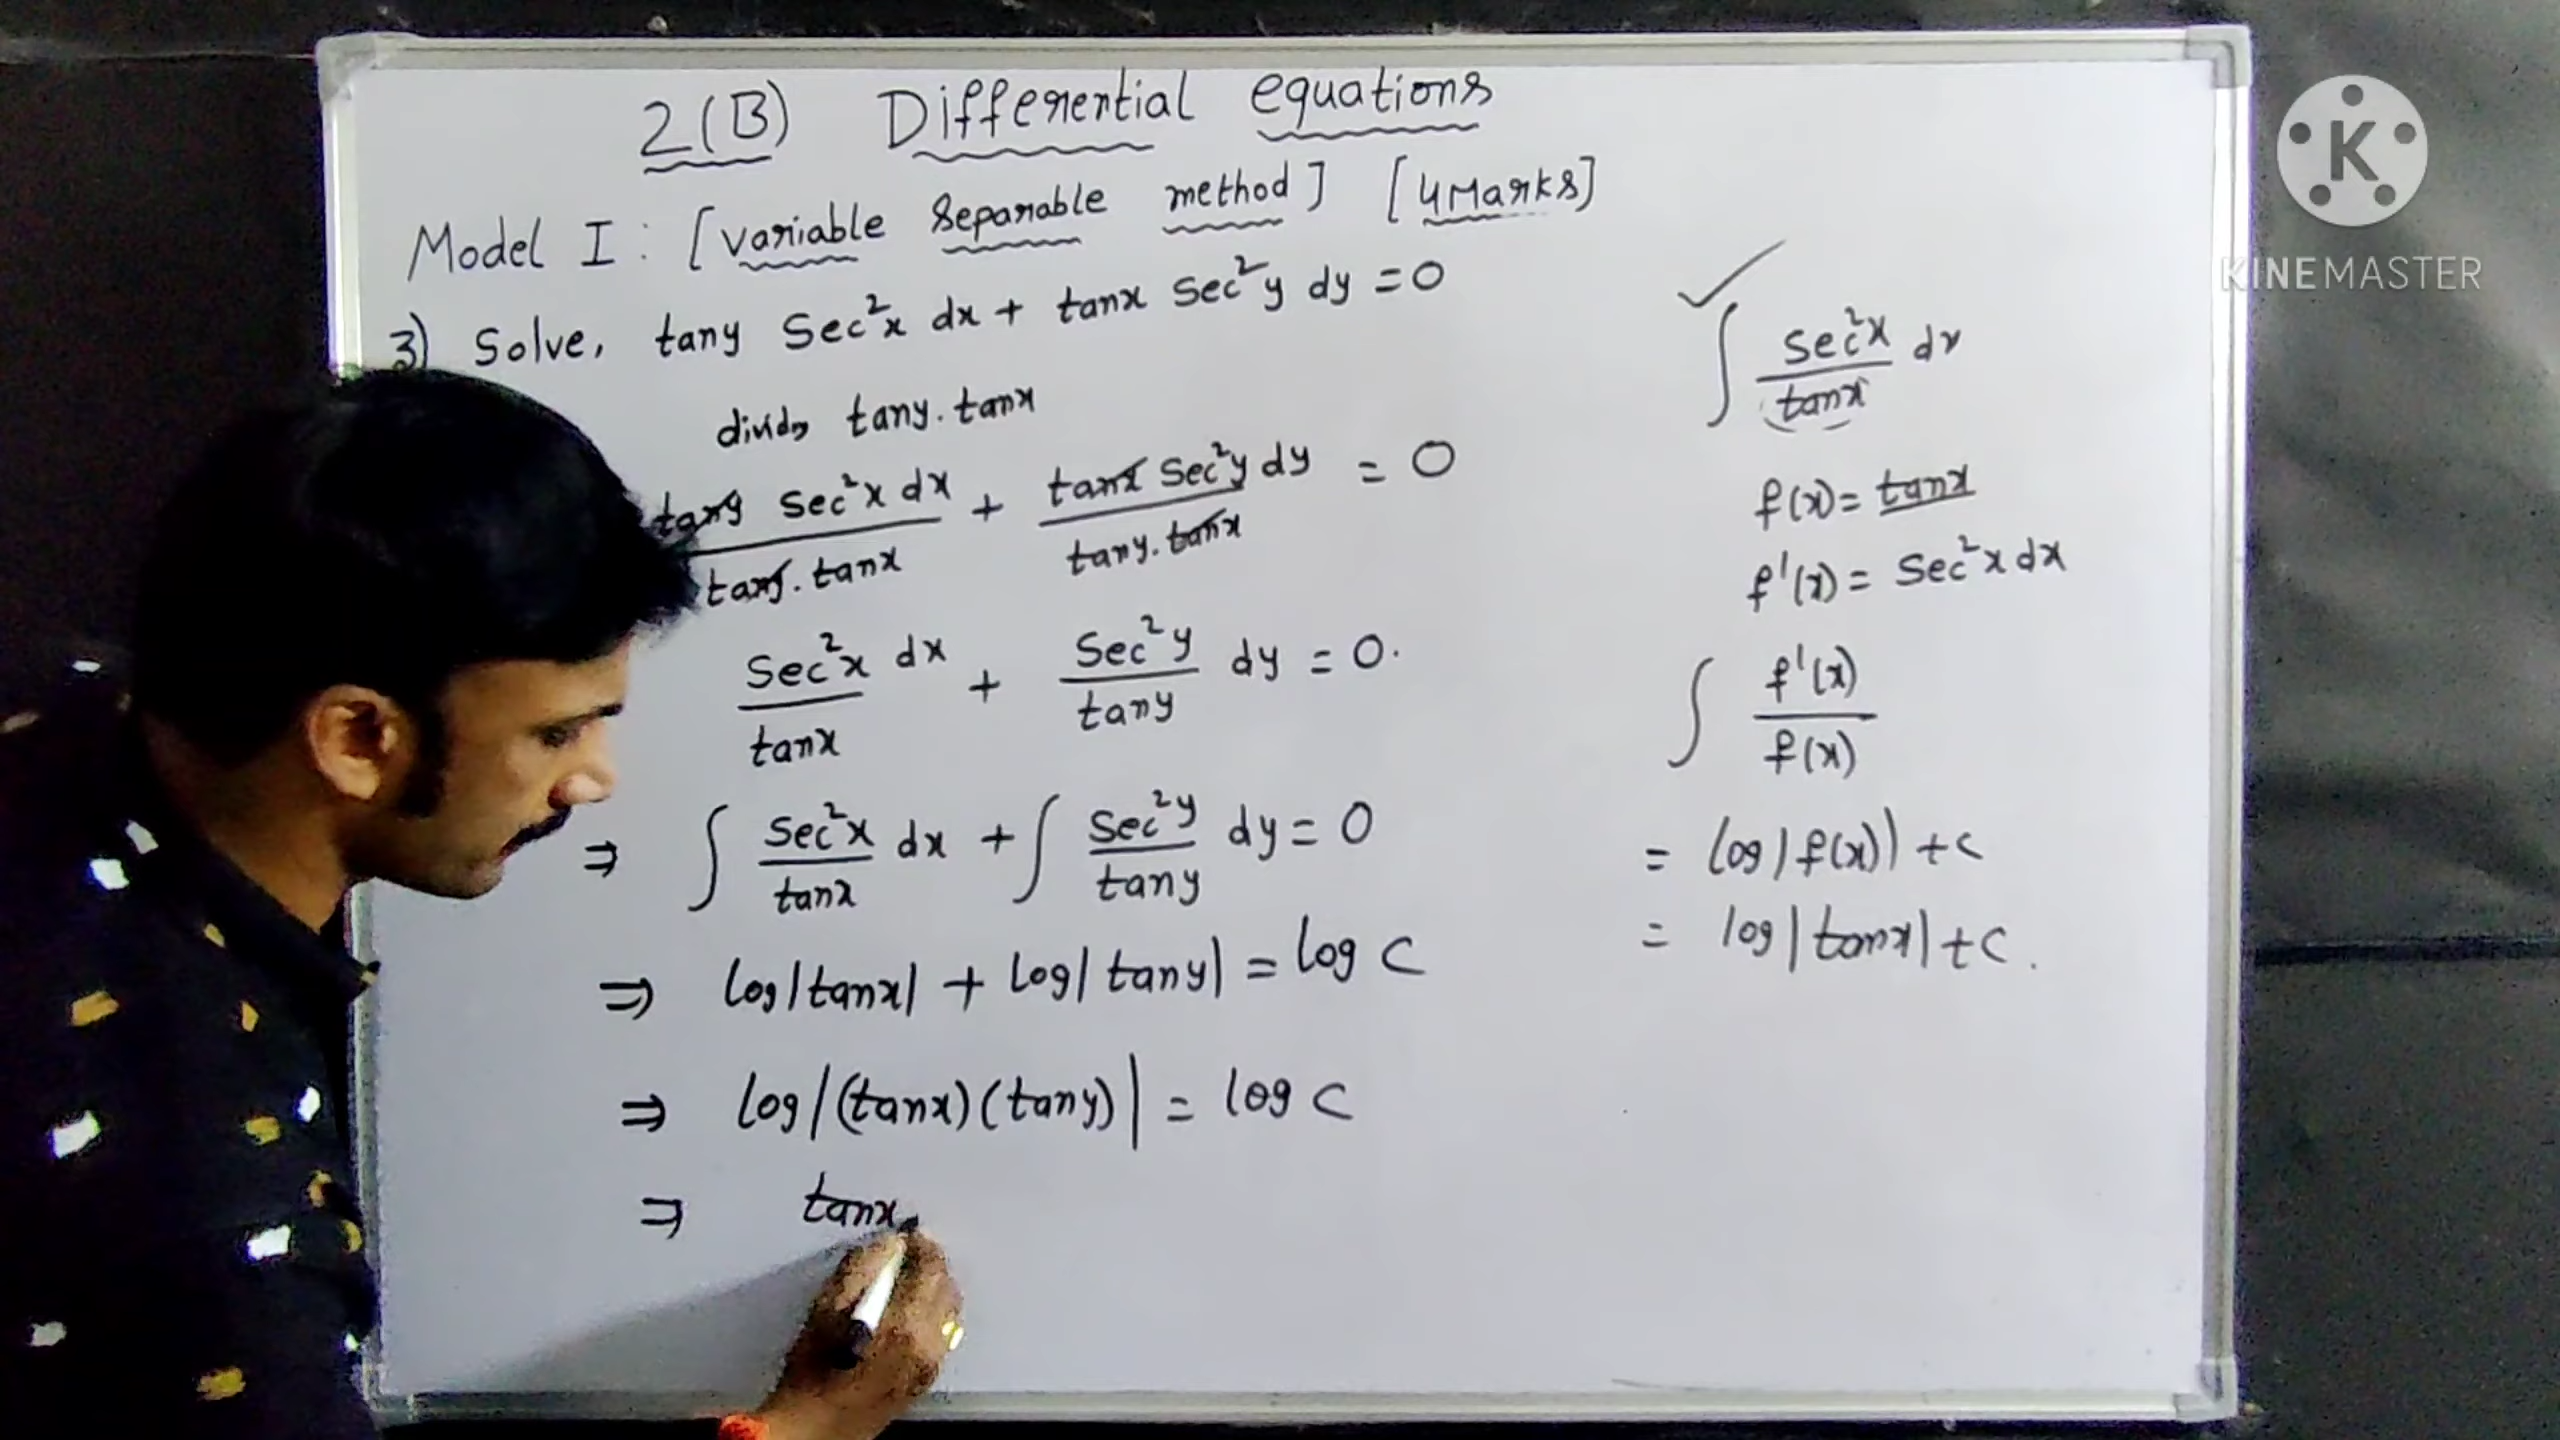 2(B) Differential equations
Model I : [variable separable method] [4Marks]
3) Solve, tany Sec²x dx + tanx Sec²y dy = 0
divide tany. tanx
tany Sec²x dx / tany. tanx + tanx Sec²y dy / tany. tanx = 0
Sec²x / tanx dx + Sec²y / tany dy = 0.
⇒ ∫ Sec²x / tanx dx + ∫ Sec²y / tany dy = 0
⇒ log|tanx| + log|tany| = log c
⇒ log|(tanx)(tany)| = log c
⇒ tanx
✓
∫ Sec²x / tanx dx
f(x) = tanx
f'(x) = Sec²x dx
∫ f'(x) / f(x)
= log|f(x)| + c
= log|tanx| + c.
K
KINEMASTER